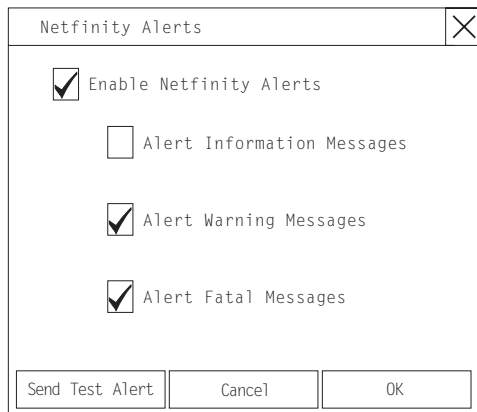 Netfinity Alerts
Enable Netfinity Alerts
Alert Information Messages
Alert Warning Messages
Alert Fatal Messages
Send Test Alert Cancel OK